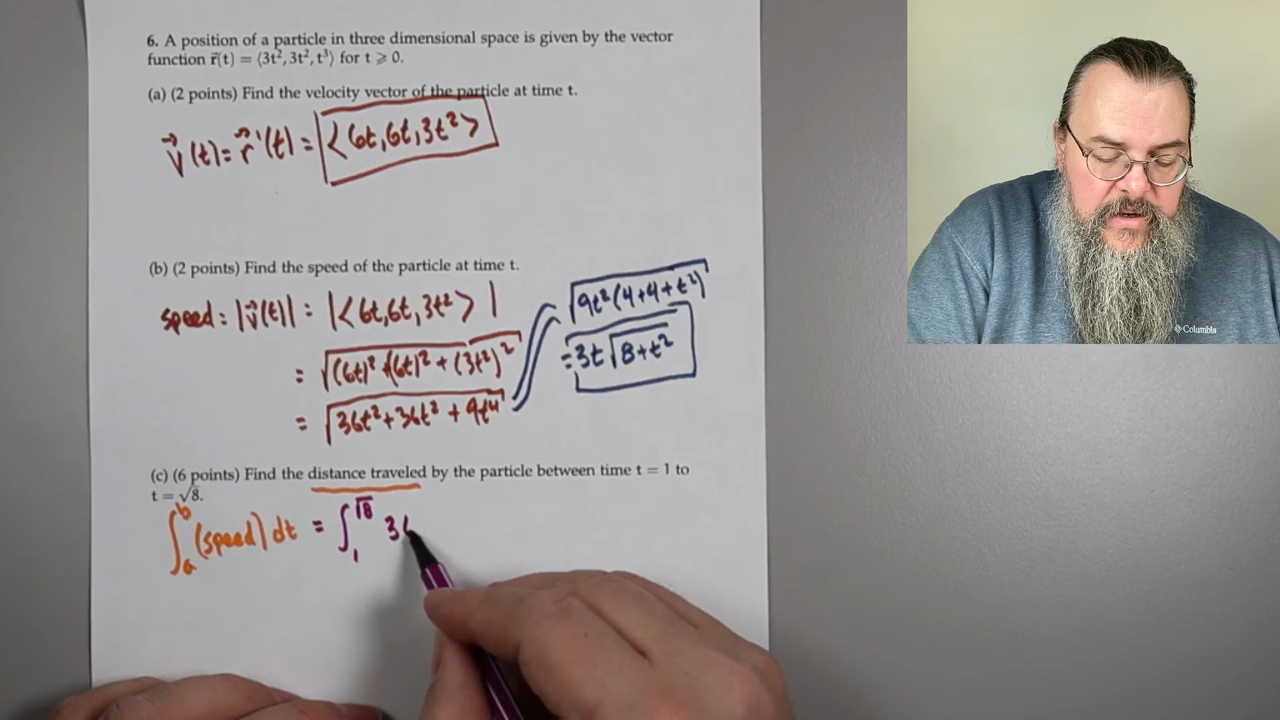 6. A position of a particle in three dimensional space is given by the vector
function r⃗(t) = ⟨3t², 3t², t³⟩ for t ⩾ 0.
(a) (2 points) Find the velocity vector of the particle at time t.
v⃗(t) = r⃗'(t) = <6t, 6t, 3t²>
(b) (2 points) Find the speed of the particle at time t.
speed: |v⃗(t)| = |<6t, 6t, 3t²>|
= √((6t)² + (6t)² + (3t²)²)
= √(36t² + 36t² + 9t⁴)
√(9t²(4+4+t²))
= 3t√(8+t²)
(c) (6 points) Find the distance traveled by the particle between time t = 1 to
t = √8.
∫ₐᵇ (speed) dt = ∫₁^√8 3t
Columbia